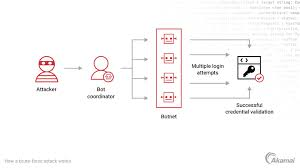 Multiple login
attempts
Attacker
Bot
coordinator
Botnet
Successful
credential validation
How a brute-force attack works
Akamai